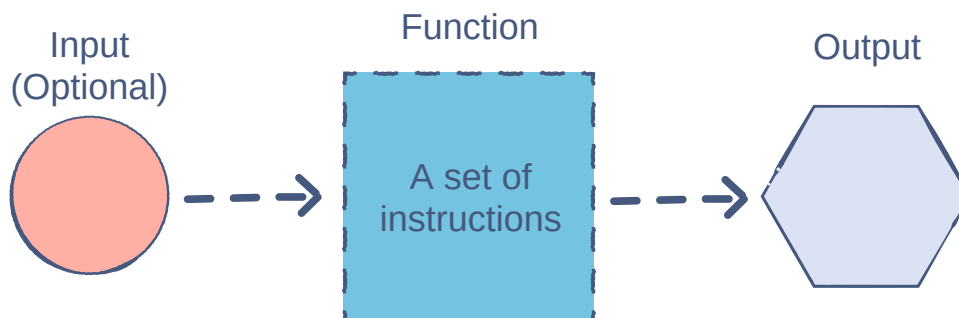 Input
(Optional)
Function
Output
A set of
instructions